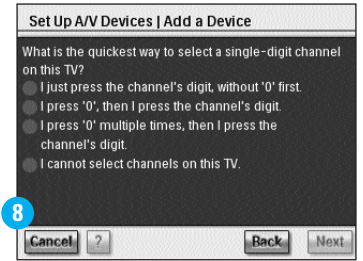 Set Up A/V Devices | Add a Device
What is the quickest way to select a single-digit channel
on this TV?
I just press the channel's digit, without '0' first.
I press '0', then I press the channel's digit.
I press '0' multiple times, then I press the
channel's digit.
I cannot select channels on this TV.
8
Cancel ? Back Next